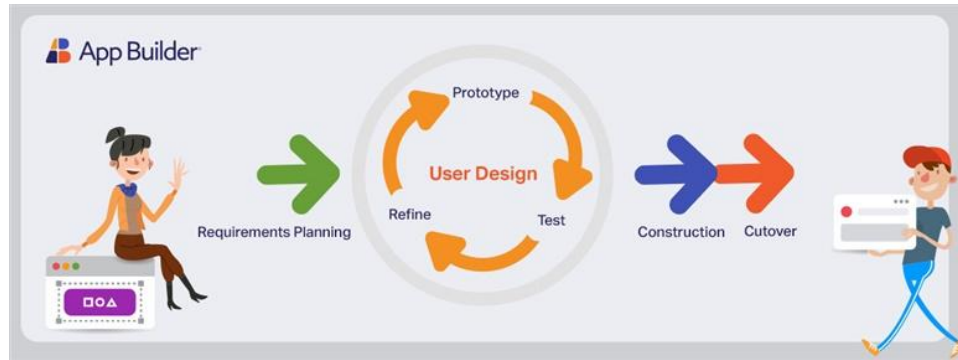 App Builder
Prototype
User Design
Refine
Test
Requirements Planning
Construction
Cutover